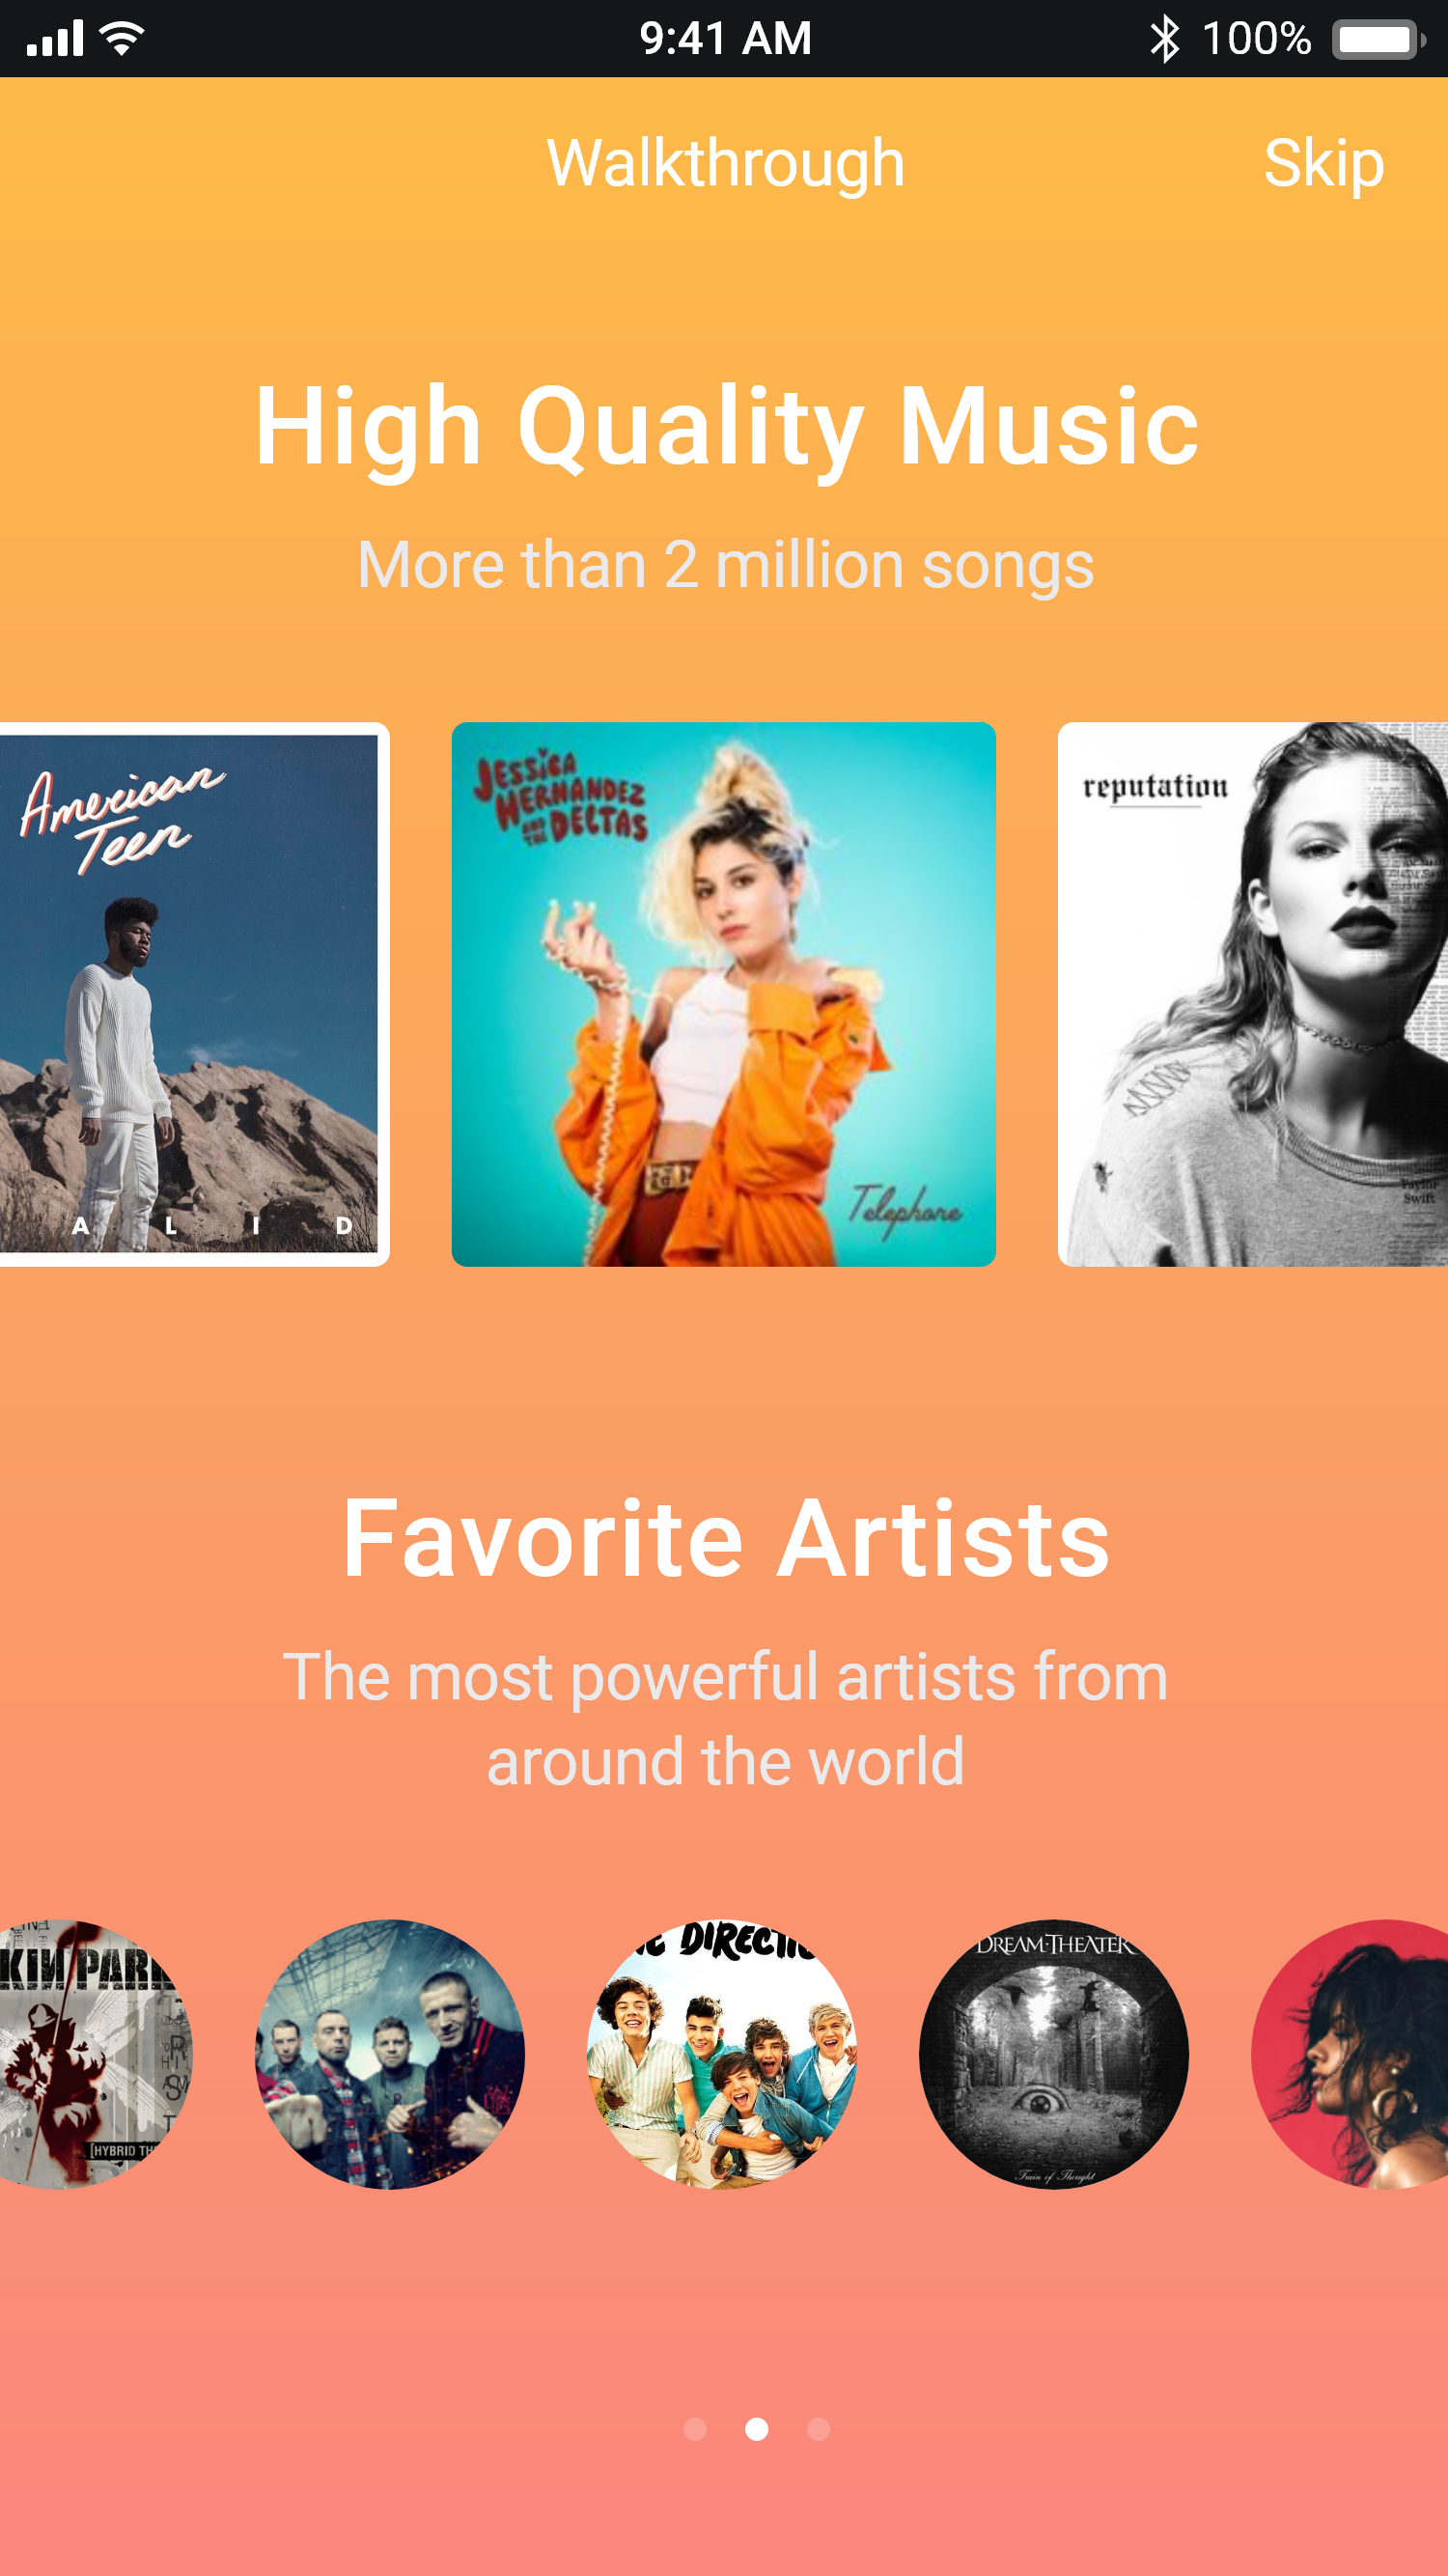 9:41 AM
100%
Walkthrough
Skip
High Quality Music
More than 2 million songs
American
Teen
A L I D
JESSICA
HERNANDEZ
AND THE DELTAS
Telephone
reputation
Taylor
Swift
Favorite Artists
The most powerful artists from
around the world
KIN PARK
[HYBRID TH
DIRECTIO
DREAM THEATER
Train of Thought